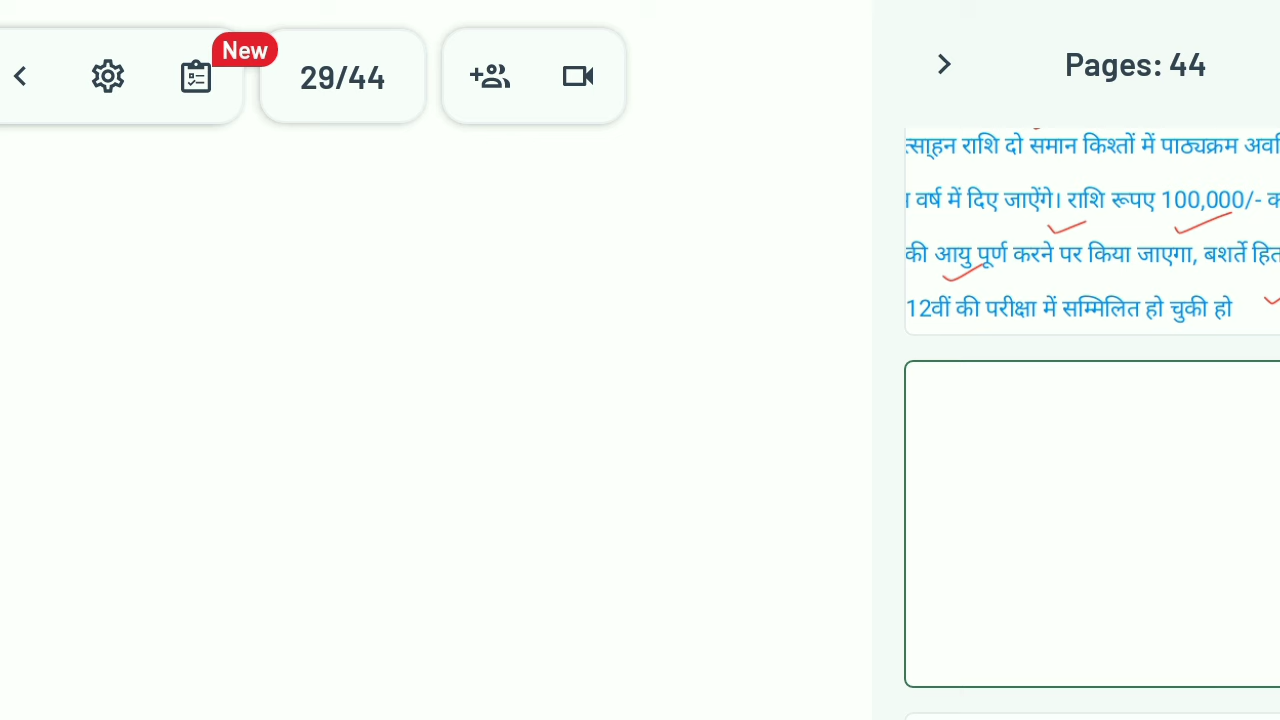 New
29/44
Pages: 44
त्साहन राशि दो समान किश्तों में पाठ्यक्रम
वर्ष में दिए जाऐंगे। राशि रूपए 100,000/-
की आयु पूर्ण करने पर किया जाएगा, बशर्ते
12वीं की परीक्षा में सम्मिलित हो चुकी हो